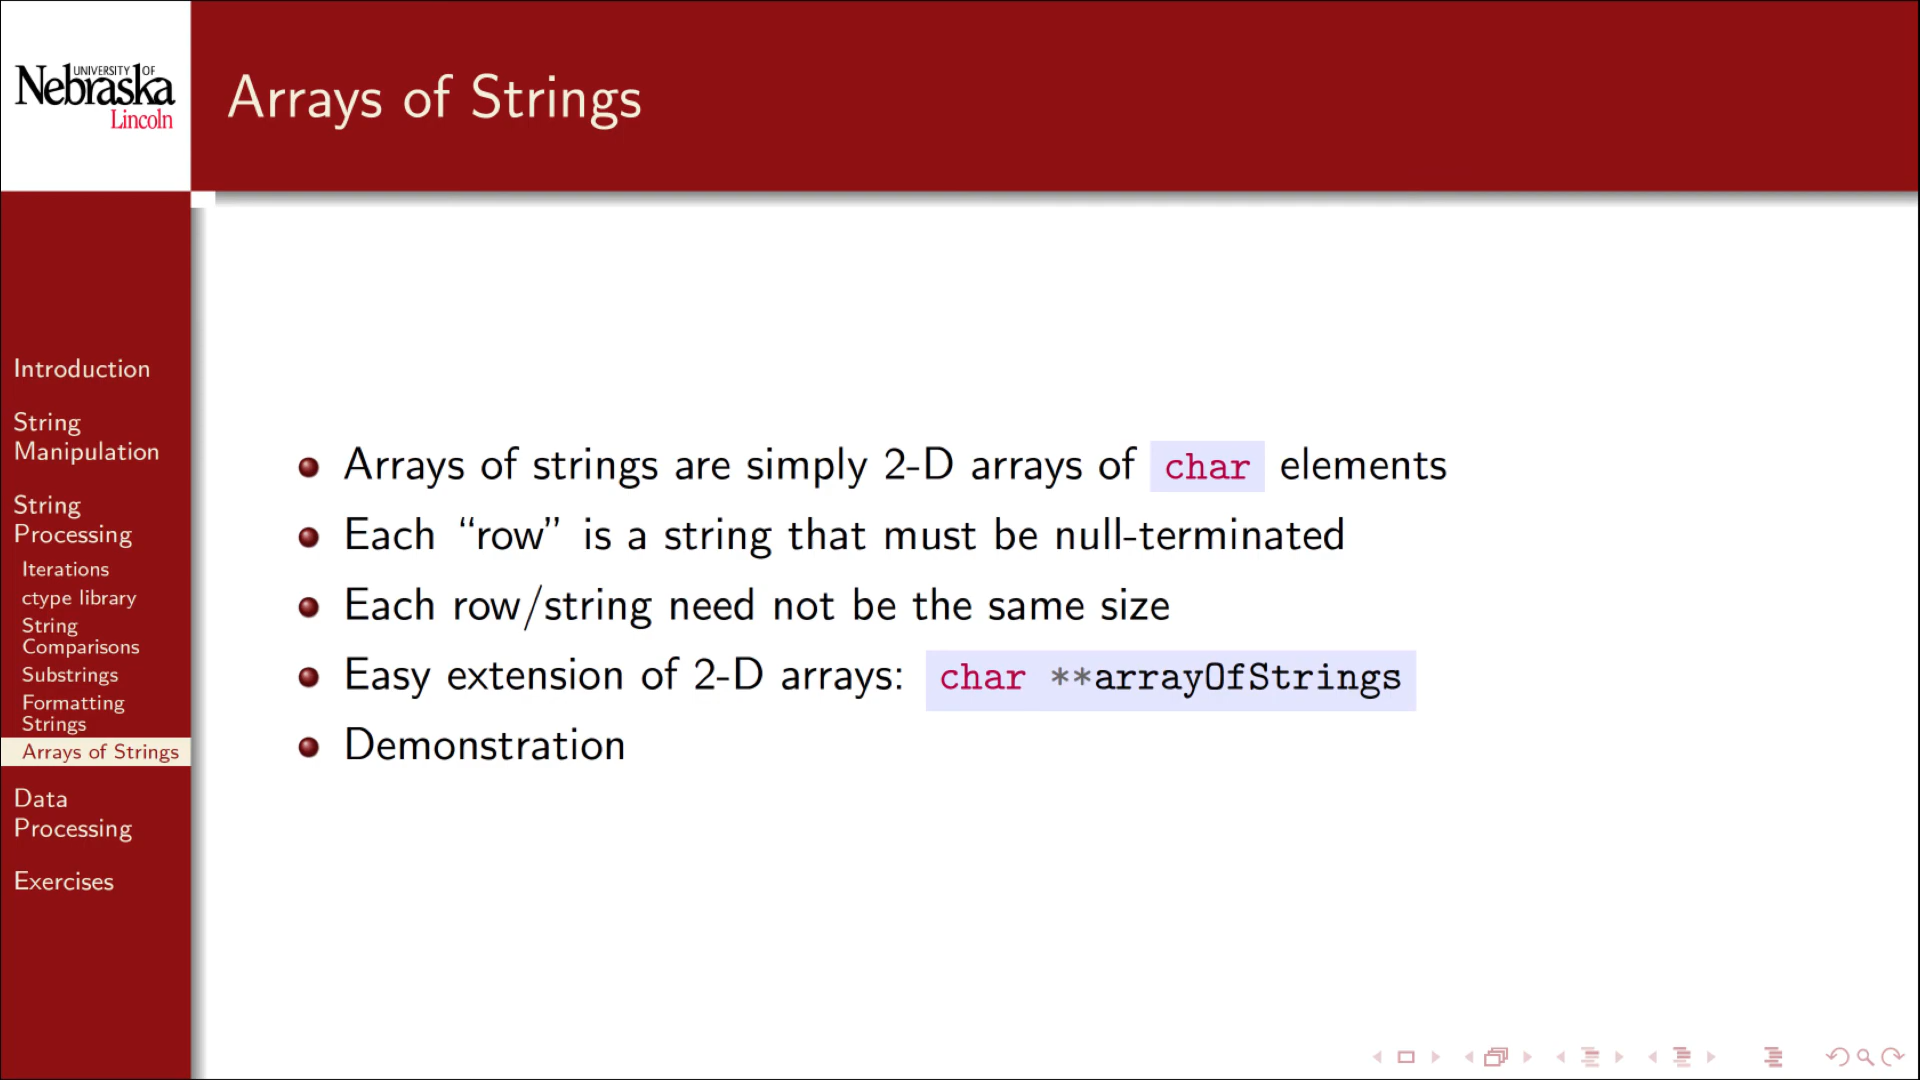 UNIVERSITY OF
Nebraska
Lincoln
Arrays of Strings
Introduction
String
Manipulation
String
Processing
Iterations
ctype library
String
Comparisons
Substrings
Formatting
Strings
Arrays of Strings
Data
Processing
Exercises
Arrays of strings are simply 2-D arrays of char elements
Each “row” is a string that must be null-terminated
Each row/string need not be the same size
Easy extension of 2-D arrays: char **arrayOfStrings
Demonstration